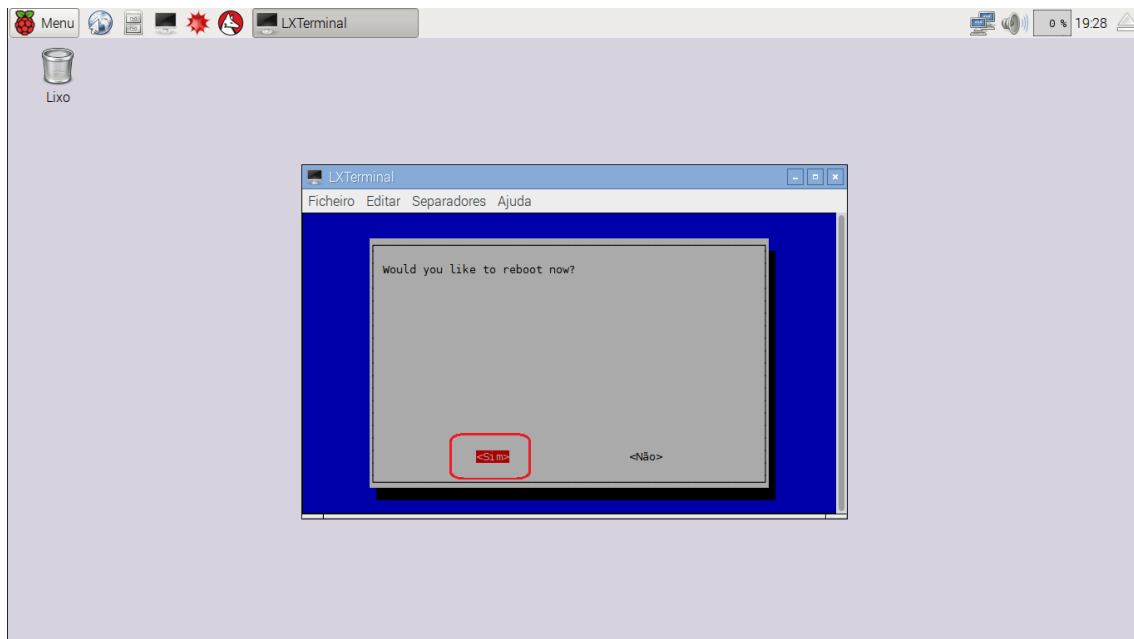 Menu
LXTerminal
0 %
19:28
Lixo
LXTerminal
Ficheiro Editar Separadores Ajuda
Would you like to reboot now?
<Sim>
<Não>